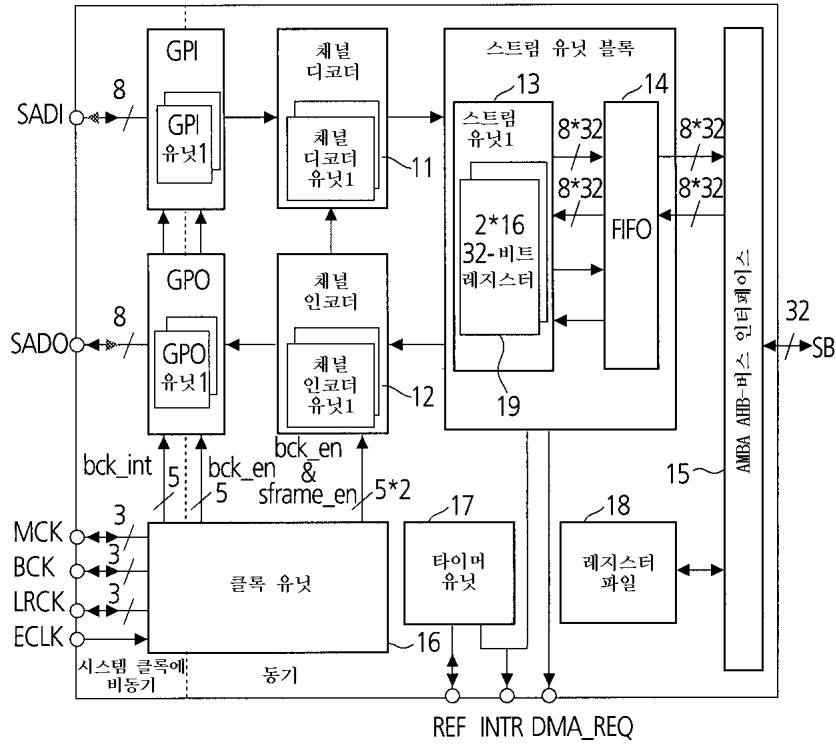 GPI
GPI
유닛1
채널
디코더
채널
디코더
유닛1
11
스트림 유닛 블록
13
스트림
유닛1
2*16
32-비트
레지스터
19
14
FIFO
8*32
8*32
8*32
8*32
SADI
8
GPO
GPO
유닛1
채널
인코더
채널
인코더
유닛1
12
SADO
8
AMBA AHB-버스 인터페이스
15
32
SB
bck_int
5
bck_en
5
bck_en
&
sframe_en
5*2
MCK
3
BCK
3
LRCK
3
ECLK
클록 유닛
16
17
타이머
유닛
18
레지스터
파일
시스템 클록에
비동기
동기
REF INTR DMA_REQ